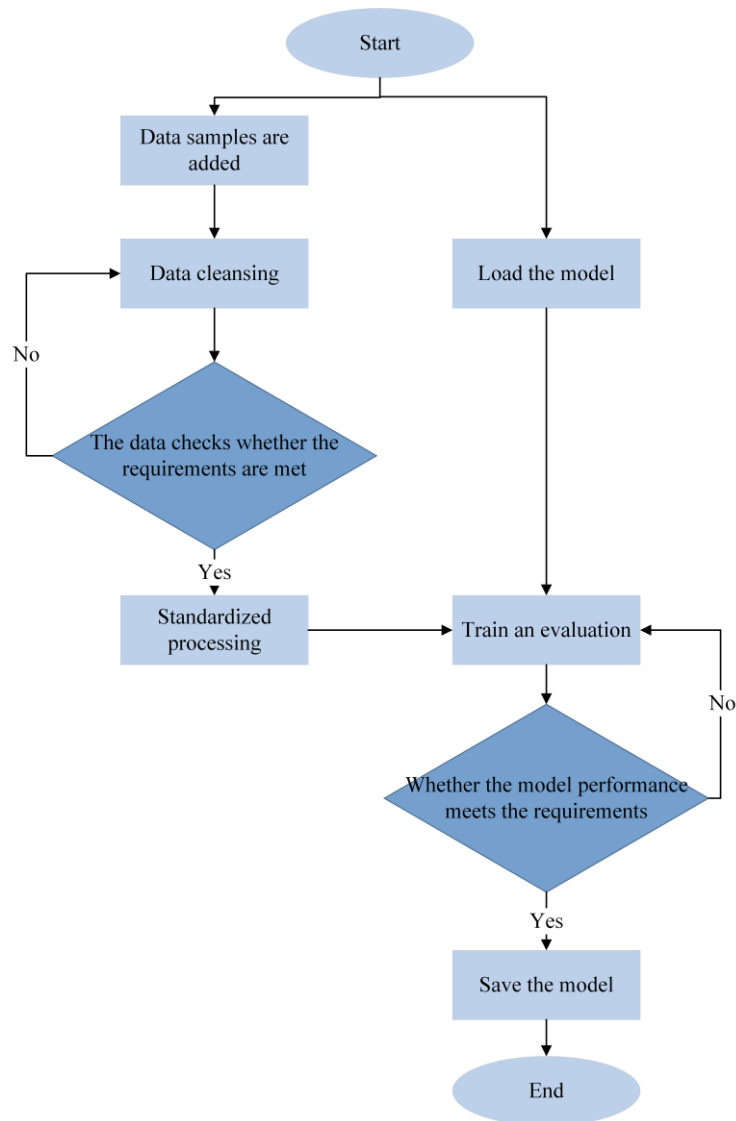 Start
Data samples are
added
Data cleansing
Load the model
No
The data checks whether the
requirements are met
Yes
Standardized
processing
Train an evaluation
No
Whether the model performance
meets the requirements
Yes
Save the model
End